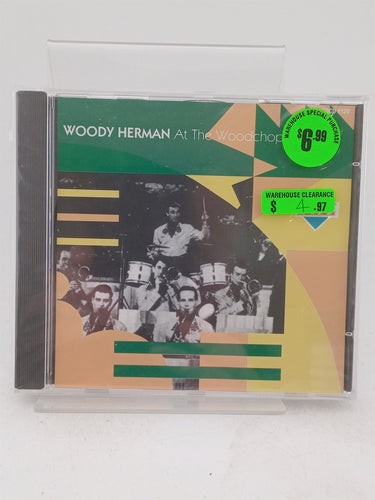 WOODY HERMAN At The Woodchop
WAREHOUSE SPECIAL PURCHASE
$6.99
WAREHOUSE CLEARANCE
$ 4.97